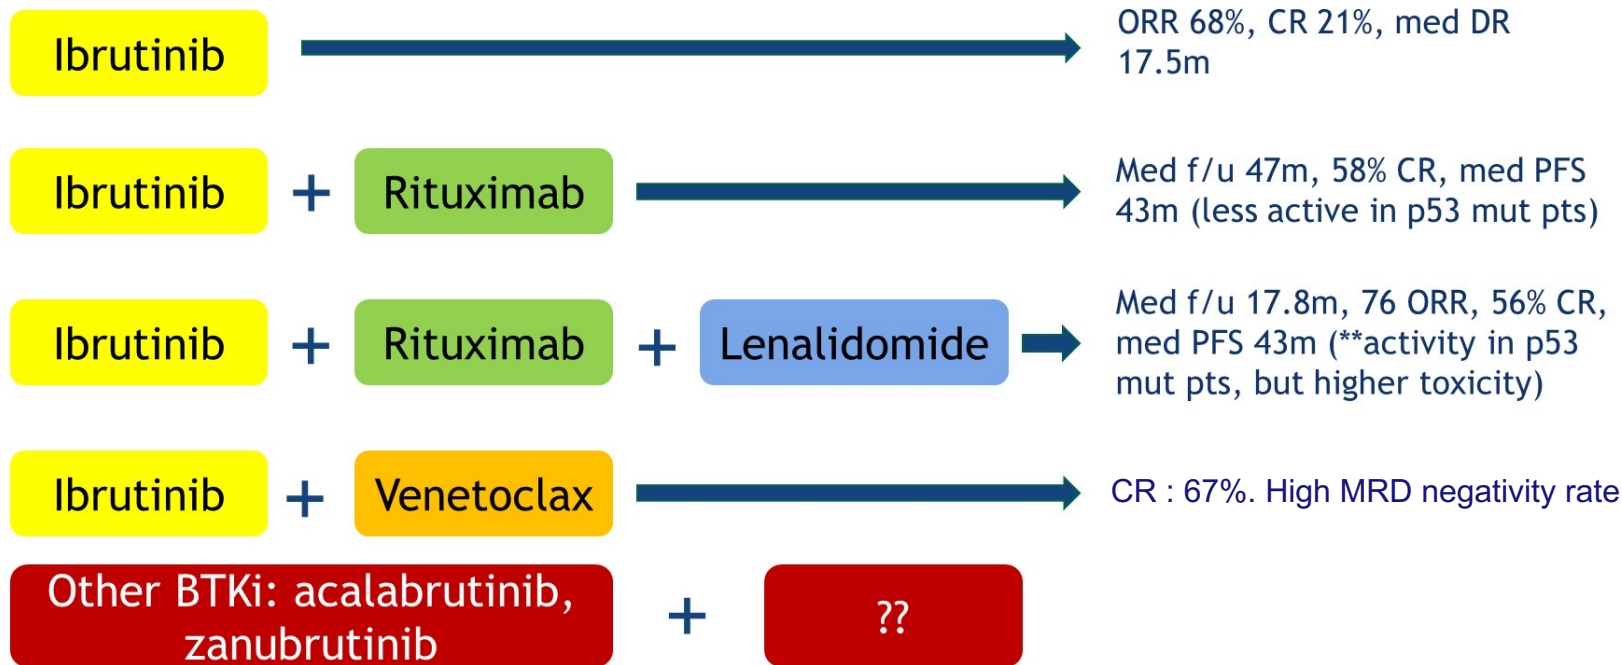 Ibrutinib
ORR 68%, CR 21%, med DR
17.5m
Ibrutinib + Rituximab
Med f/u 47m, 58% CR, med PFS
43m (less active in p53 mut pts)
Ibrutinib + Rituximab + Lenalidomide
Med f/u 17.8m, 76 ORR, 56% CR,
med PFS 43m (**activity in p53
mut pts, but higher toxicity)
Ibrutinib + Venetoclax
CR : 67%. High MRD negativity rate
Other BTKi: acalabrutinib,
zanubrutinib
+ ??